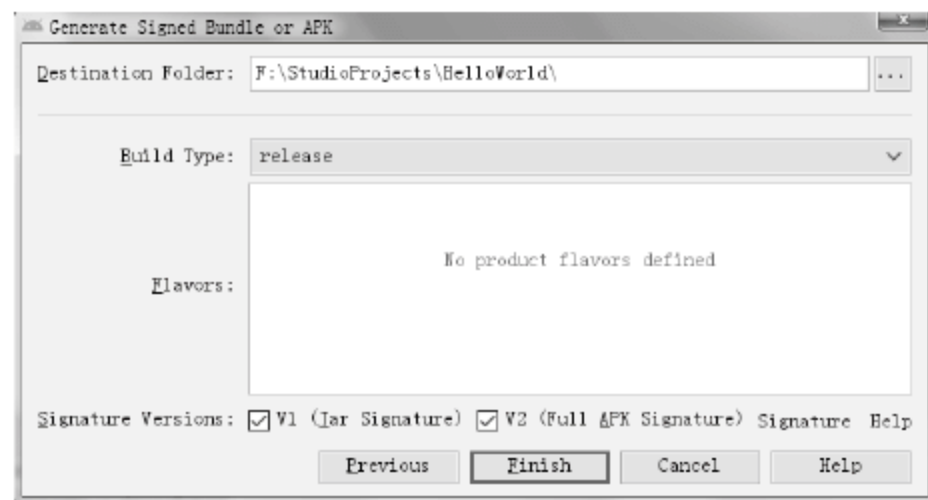 Generate Signed Bundle or APK
Destination Folder: F:\StudioProjects\HelloWorld\ ...
Build Type: release
No product flavors defined
Flavors:
Signature Versions: V1 (Jar Signature) V2 (Full APK Signature) Signature Help
Previous Finish Cancel Help